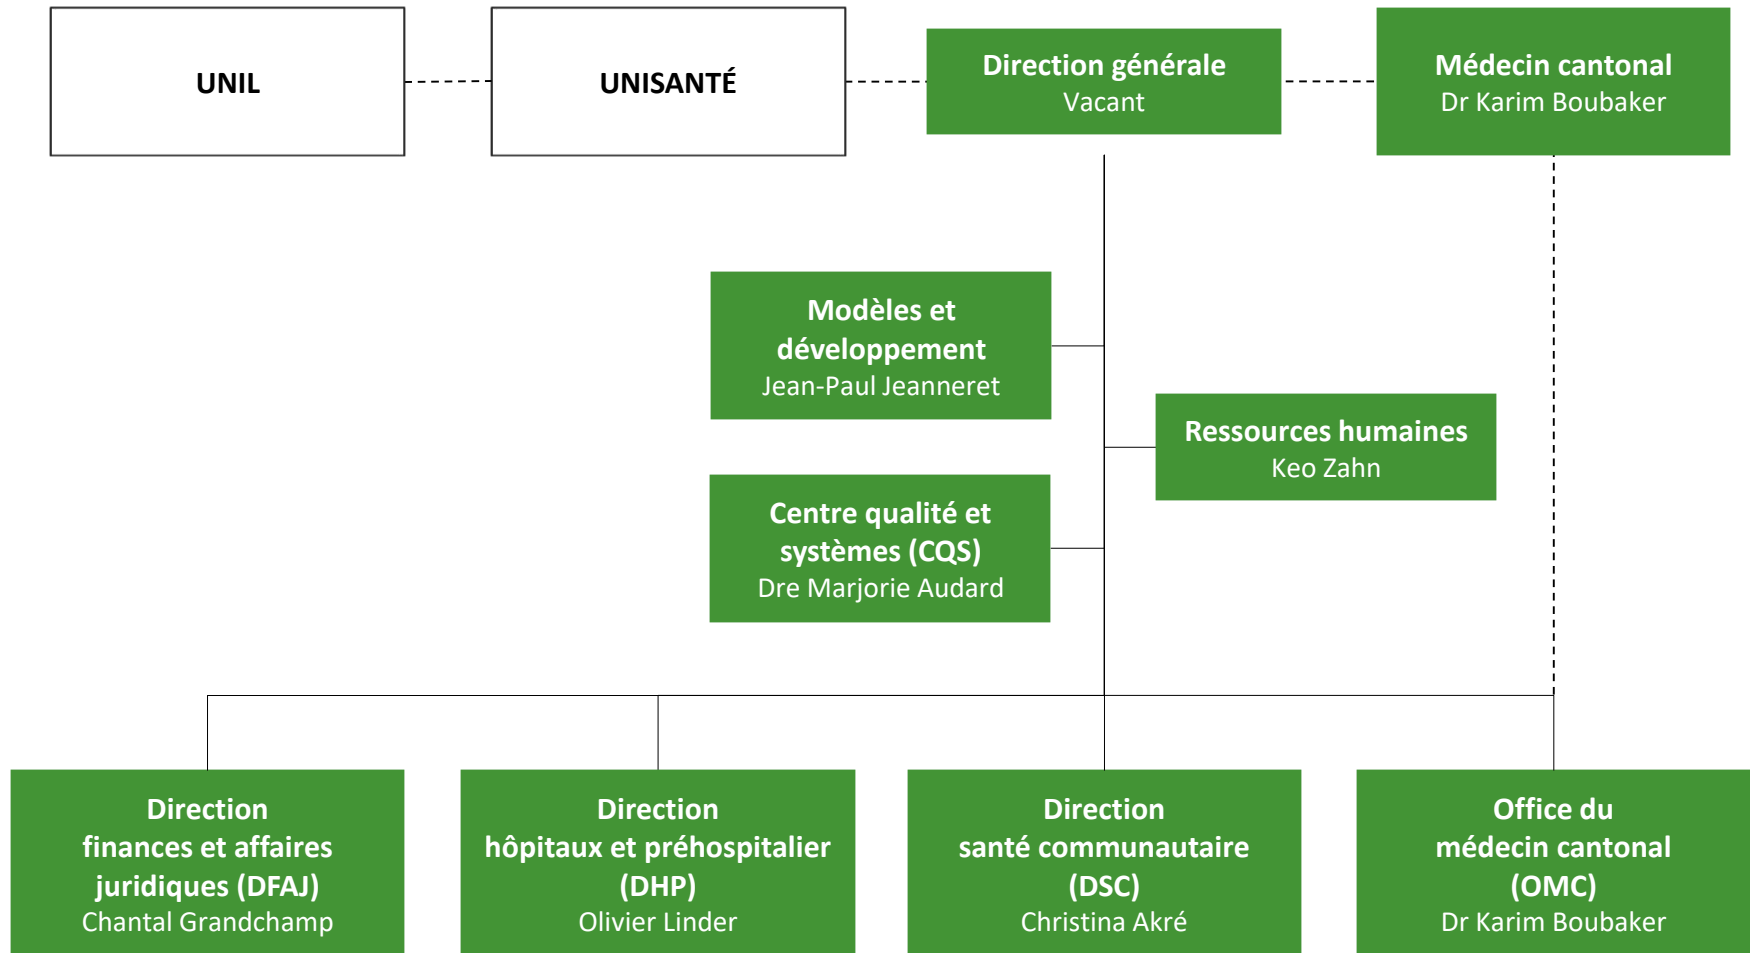 UNIL
UNISANTÉ
Direction générale
Vacant
Médecin cantonal
Dr Karim Boubaker
Modèles et
développement
Jean-Paul Jeanneret
Ressources humaines
Keo Zahn
Centre qualité et
systèmes (CQS)
Dre Marjorie Audard
Direction
finances et affaires
juridiques (DFAJ)
Chantal Grandchamp
Direction
hôpitaux et préhospitalier
(DHP)
Olivier Linder
Direction
santé communautaire
(DSC)
Christina Akré
Office du
médecin cantonal
(OMC)
Dr Karim Boubaker